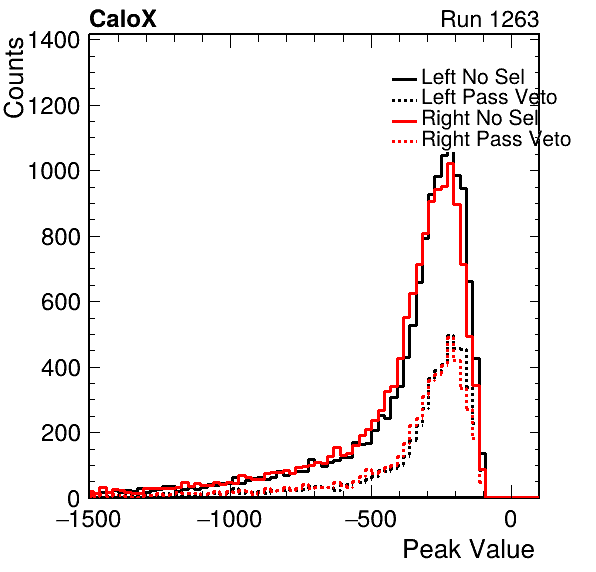 CaloX
Run 1263
Counts
1400
1200
1000
800
600
400
200
0
Left No Sel
Left Pass Veto
Right No Sel
Right Pass Veto
−1500
−1000
−500
0
Peak Value